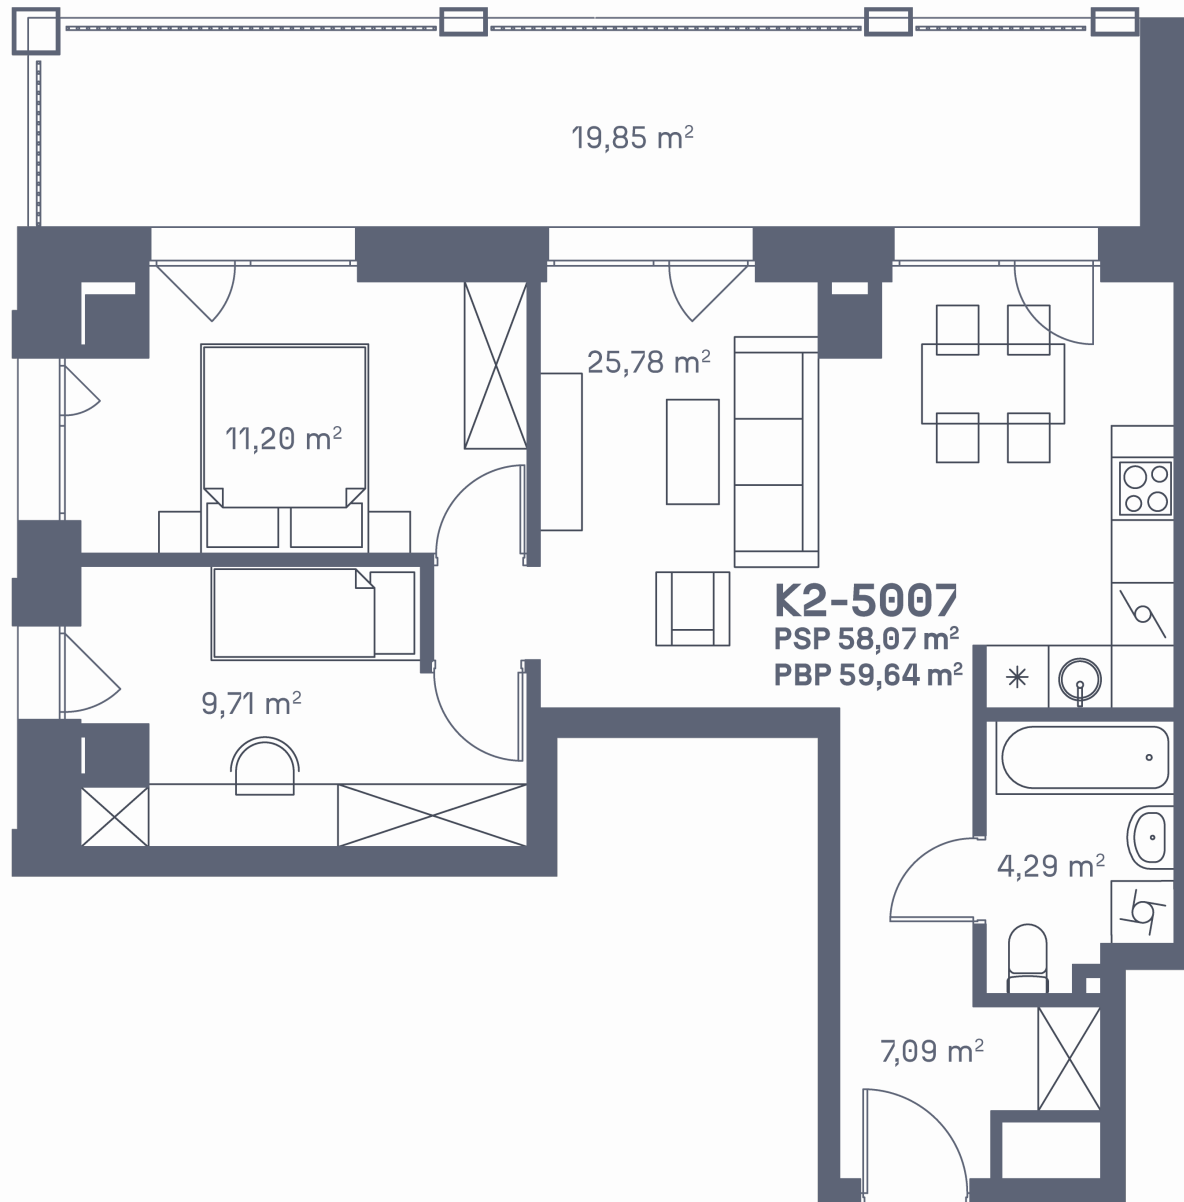 19,85 m²
25,78 m²
11,20 m²
K2-5007
PSP 58,07 m²
PBP 59,64 m²
9,71 m²
4,29 m²
7,09 m²